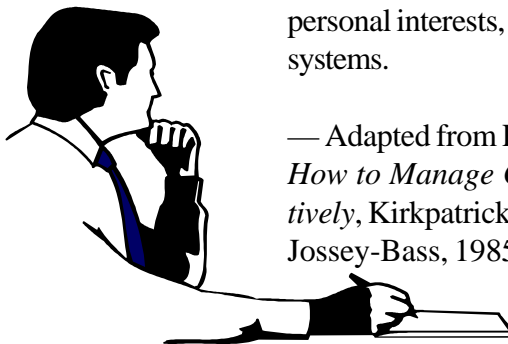 personal interests,
systems.
— Adapted from
How to Manage
tively, Kirkpatrick
Jossey-Bass, 1985